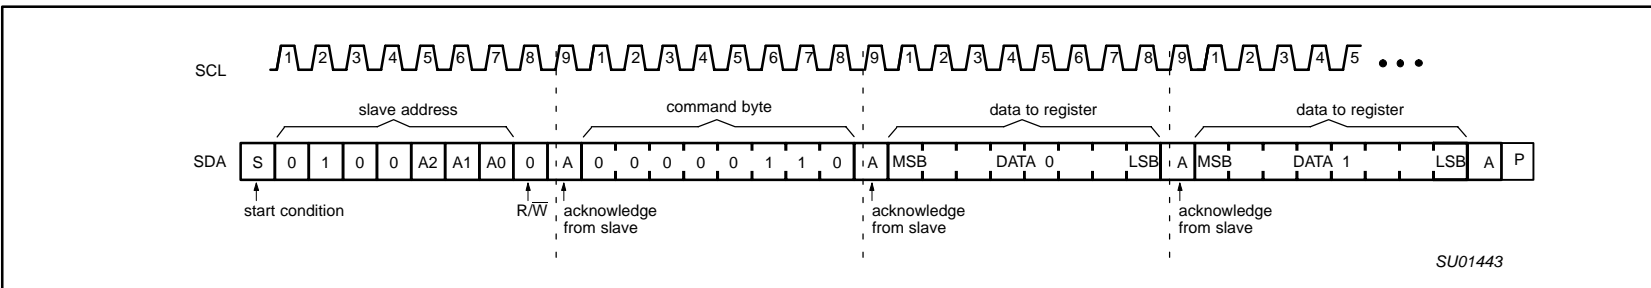 SCL 1 2 3 4 5 6 7 8 9 1 2 3 4 5 6 7 8 9 1 2 3 4 5 6 7 8 9 1 2 3 4 5
slave address command byte data to register data to register
SDA S 0 1 0 0 A2 A1 A0 0 A 0 0 0 0 0 1 1 0 A MSB DATA 0 LSB A MSB DATA 1 LSB A P
start condition R/W̅ acknowledge from slave acknowledge from slave acknowledge from slave
SU01443